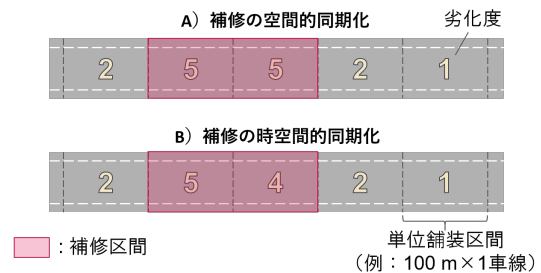 A）補修の空間的同期化
劣化度
2 5 5 2 1
B）補修の時空間的同期化
2 5 4 2 1
：補修区間
単位舗装区間
（例：100 m×1車線）